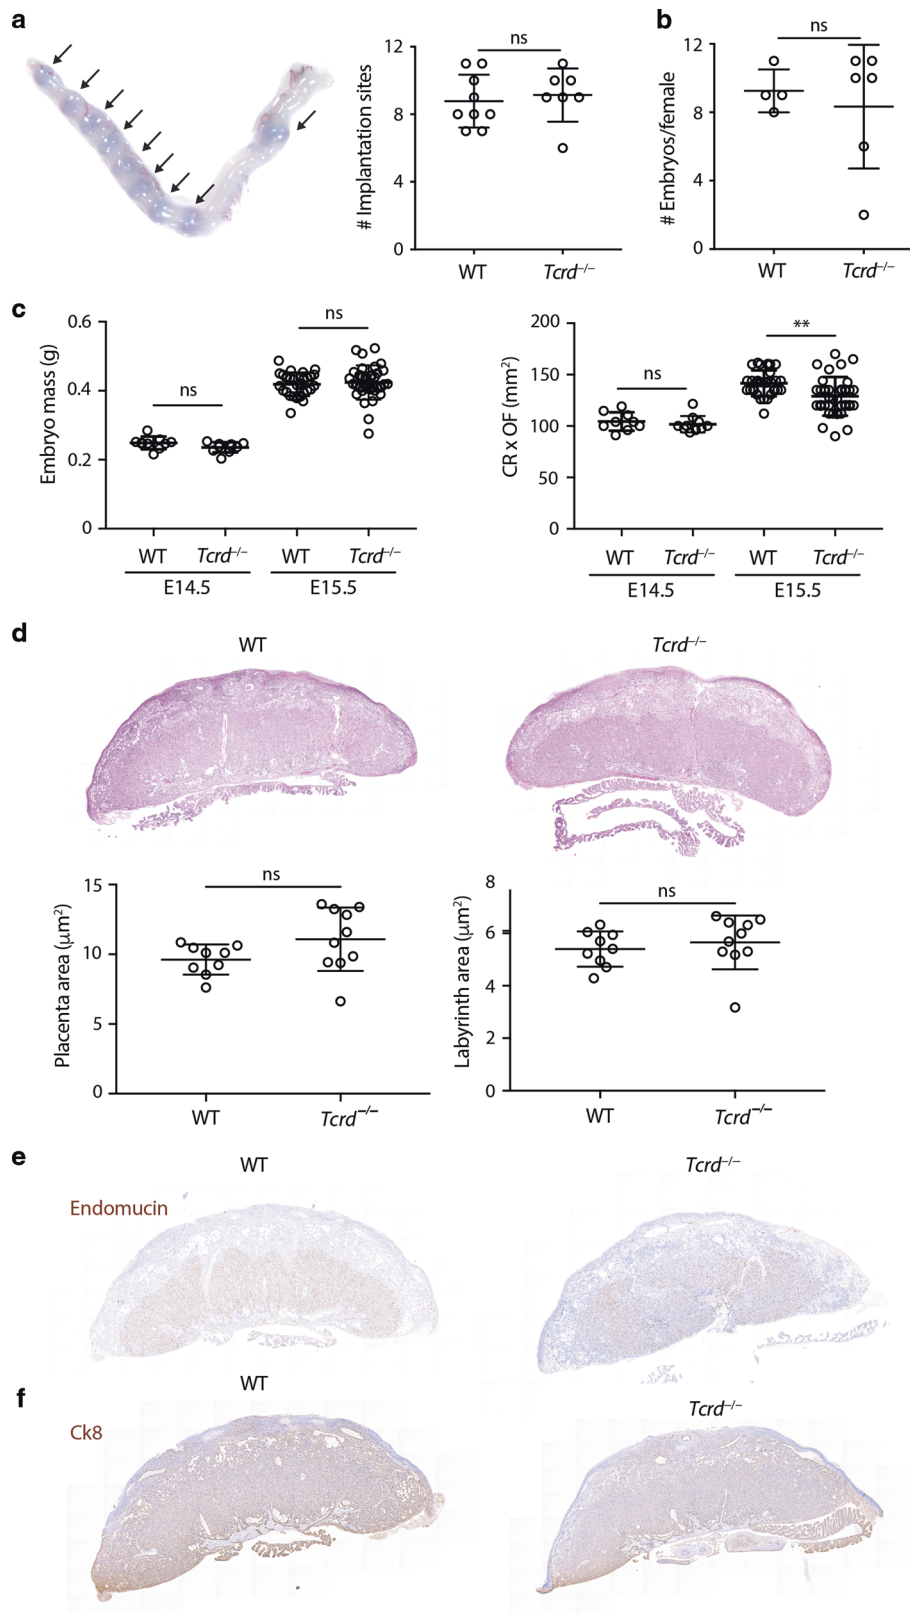 a
# Implantation sites
12
8
4
0
ns
WT
Tcrd⁻/⁻
b
# Embryos/female
12
8
4
0
ns
WT
Tcrd⁻/⁻
c
Embryo mass (g)
0.6
0.4
0.2
0
ns
ns
WT
Tcrd⁻/⁻
WT
Tcrd⁻/⁻
E14.5
E15.5
CR x OF (mm²)
200
150
100
50
0
ns
**
WT
Tcrd⁻/⁻
WT
Tcrd⁻/⁻
E14.5
E15.5
d
WT
Tcrd⁻/⁻
Placenta area (μm²)
15
10
5
0
ns
WT
Tcrd⁻/⁻
Labyrinth area (μm²)
8
6
4
2
0
ns
WT
Tcrd⁻/⁻
e
WT
Tcrd⁻/⁻
Endomucin
f
WT
Tcrd⁻/⁻
Ck8